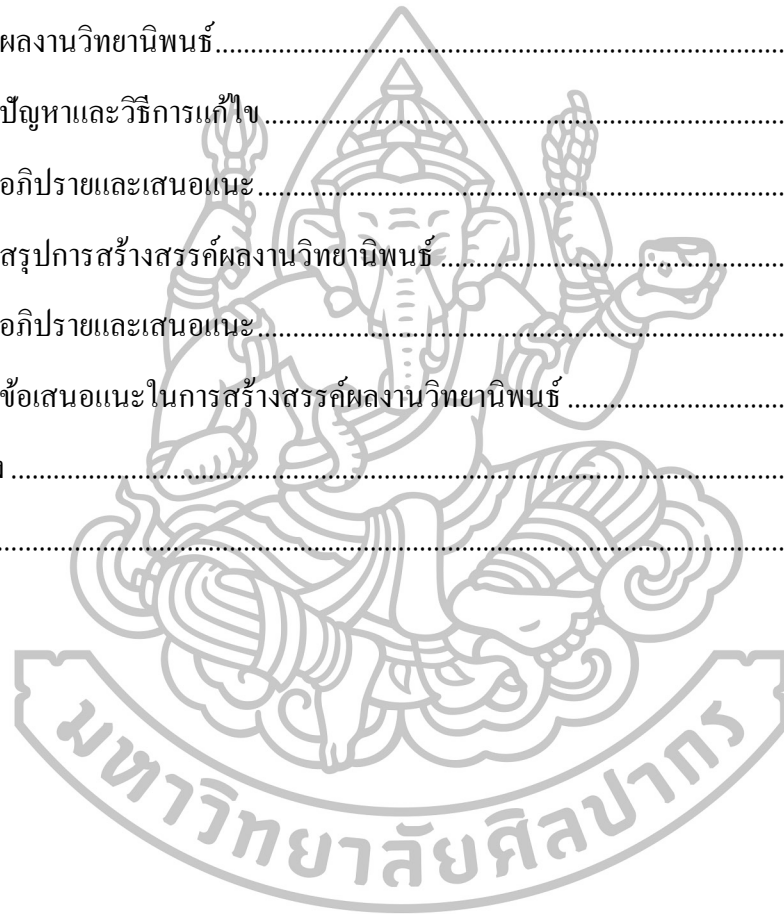 ผลงานวิทยานิพนธ์
ปัญหาและวิธีการแก้ไข
อภิปรายและเสนอแนะ
สรุปการสร้างสรรค์ผลงานวิทยานิพนธ์
อภิปรายและเสนอแนะ
ข้อเสนอแนะในการสร้างสรรค์ผลงานวิทยานิพนธ์
มหาวิทยาลัยศิลปากร